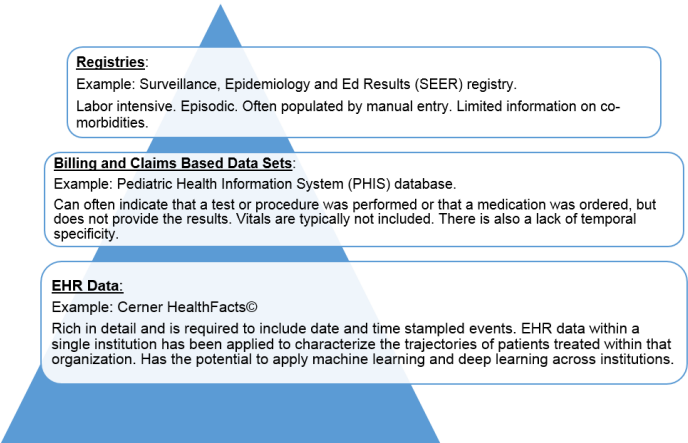 Registries:
Example: Surveillance, Epidemiology and Ed Results (SEER) registry.
Labor intensive. Episodic. Often populated by manual entry. Limited information on co-
morbidities.
Billing and Claims Based Data Sets:
Example: Pediatric Health Information System (PHIS) database.
Can often indicate that a test or procedure was performed or that a medication was ordered, but
does not provide the results. Vitals are typically not included. There is also a lack of temporal
specificity.
EHR Data:
Example: Cerner HealthFacts©
Rich in detail and is required to include date and time stamped events. EHR data within a
single institution has been applied to characterize the trajectories of patients treated within that
organization. Has the potential to apply machine learning and deep learning across institutions.